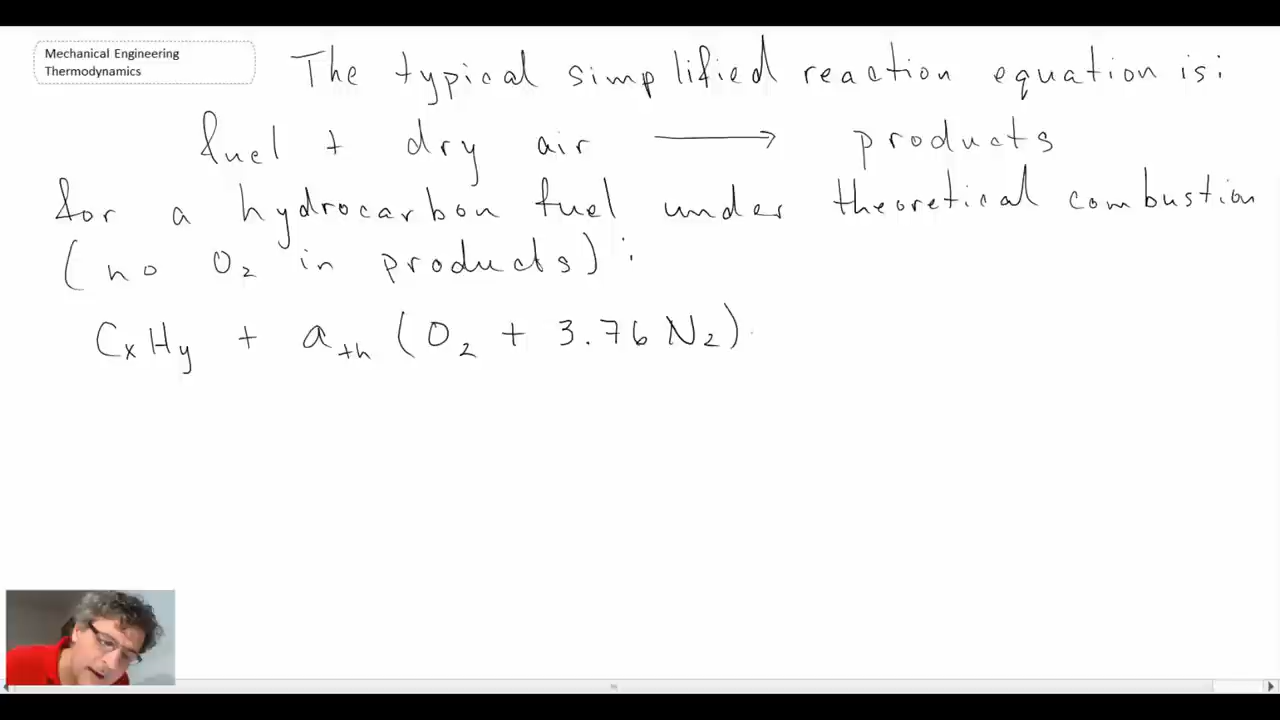 Mechanical Engineering
Thermodynamics
The typical simplified reaction equation is:
fuel + dry air ⟶ products
for a hydrocarbon fuel under theoretical combustion
(no O₂ in products):
CₓHᵧ + aₜₕ (O₂ + 3.76 N₂)